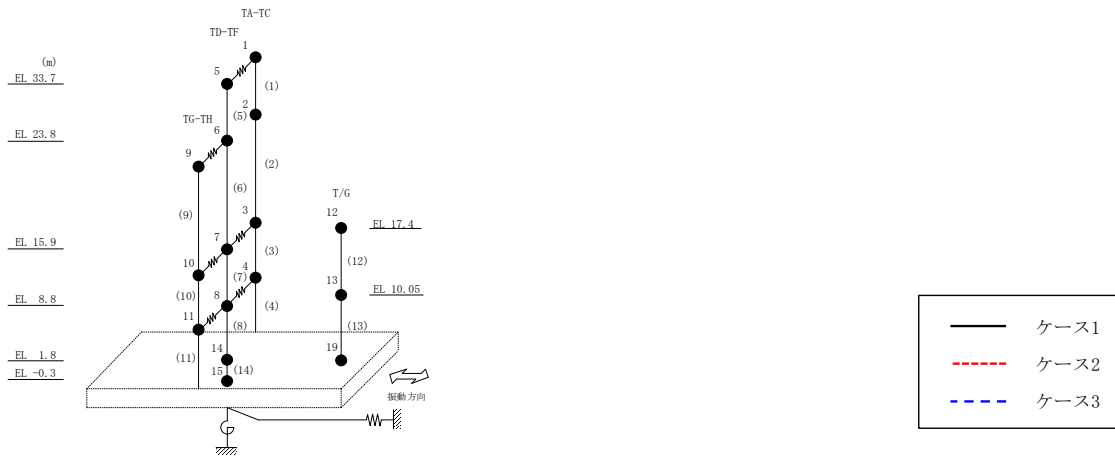 TA-TC
TD-TF
1
(m)
5
EL 33.7
(1)
2
(5)
TG-TH
6
EL 23.8
9
(2)
(6)
T/G
(9)
3
12
EL 17.4
7
EL 15.9
(3)
(12)
10
4
(7)
13
EL 10.05
(10)
8
EL 8.8
(4)
11
(8)
(13)
14
19
EL 1.8
(11)
15
(14)
EL -0.3
振動方向
ケース1
ケース2
ケース3